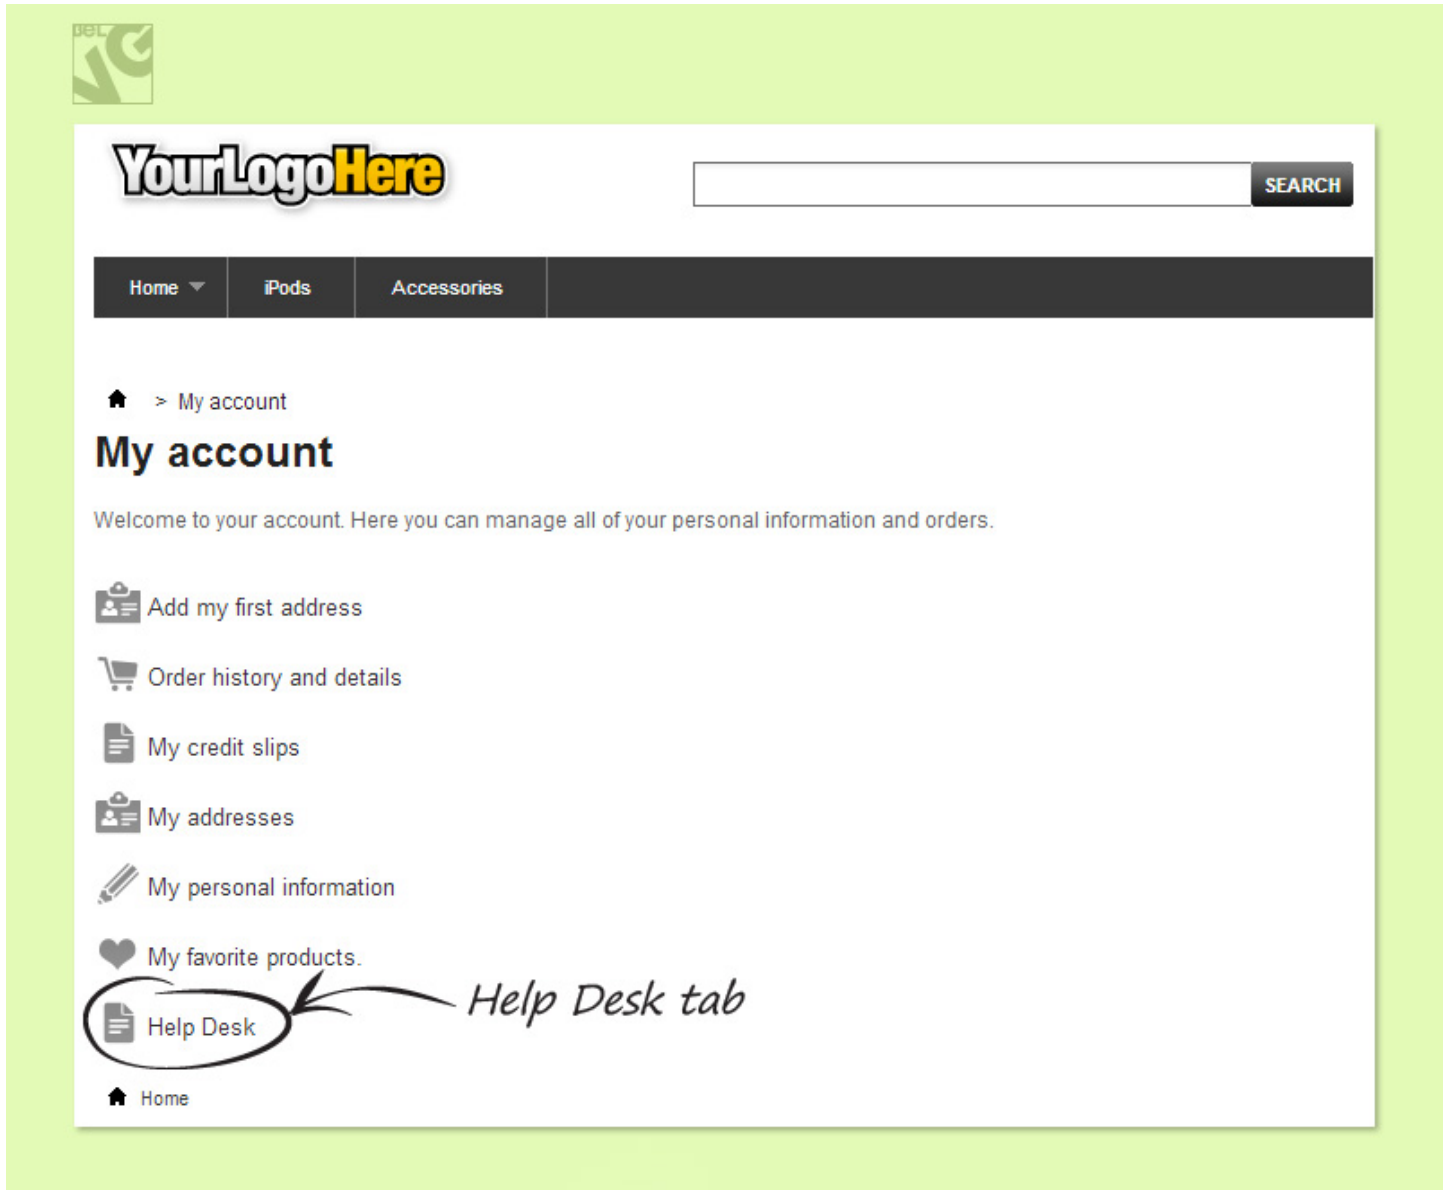 BelVG
YourLogoHere
SEARCH
Home iPods Accessories
> My account
My account
Welcome to your account. Here you can manage all of your personal information and orders.
Add my first address
Order history and details
My credit slips
My addresses
My personal information
My favorite products.
Help Desk tab
Help Desk
Home